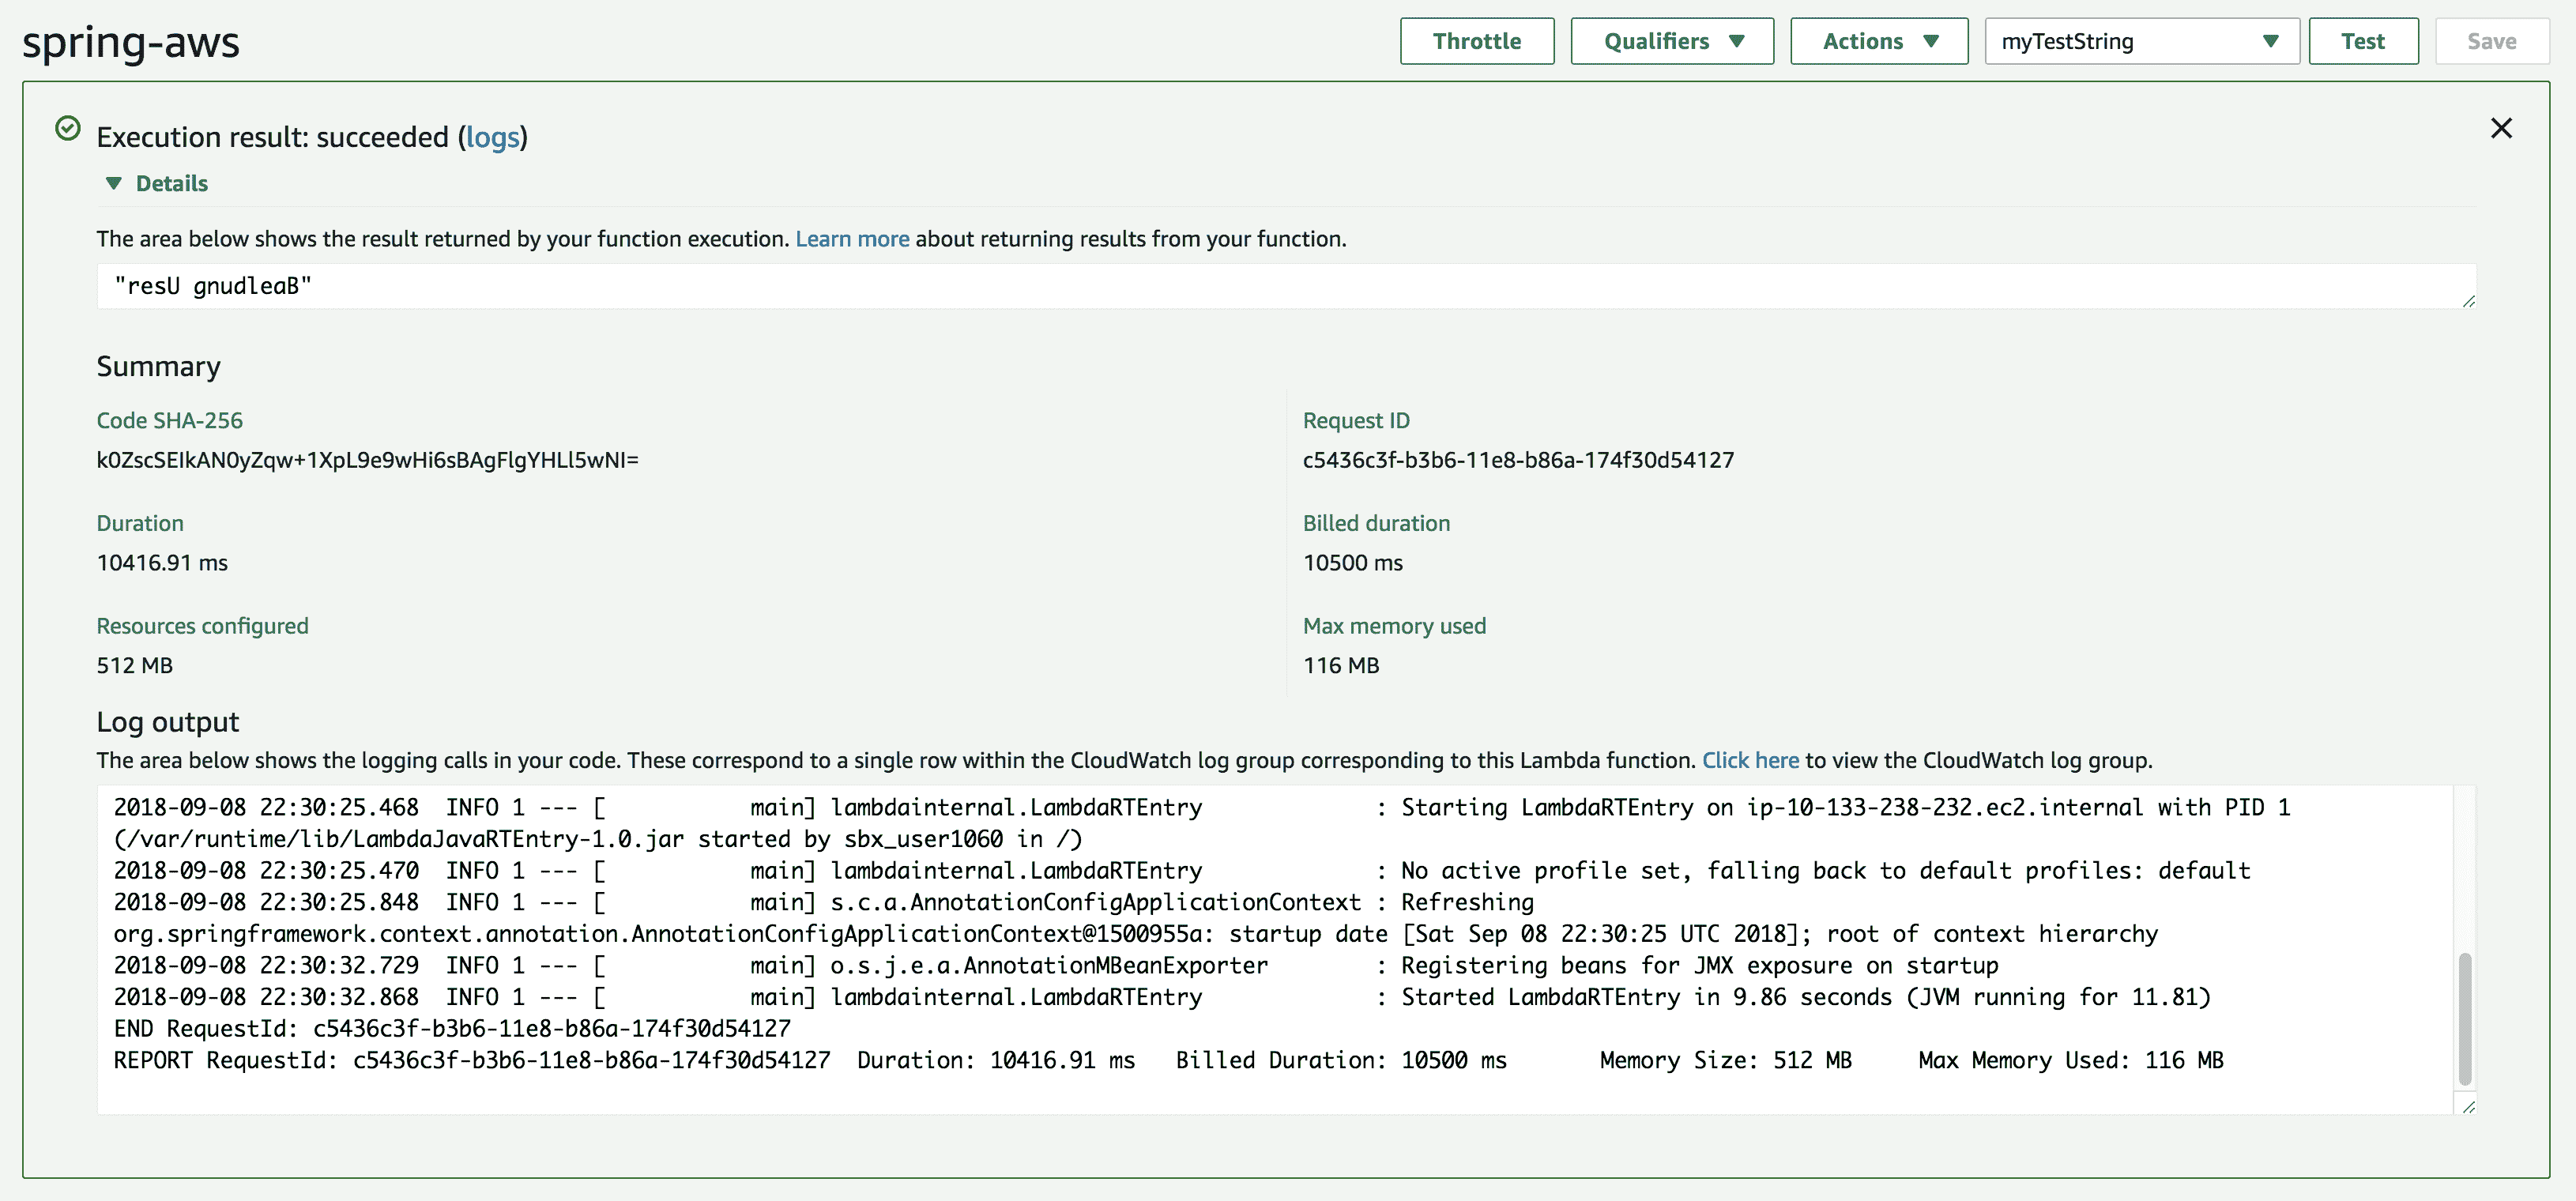 spring-aws
Throttle
Qualifiers
Actions
myTestString
Test
Save
Execution result: succeeded (logs)
Details
The area below shows the result returned by your function execution. Learn more about returning results from your function.
"resU gnudleaB"
Summary
Code SHA-256
k0ZscSEIkAN0yZqw+1XpL9e9wHi6sBAgFlgYHLl5wNI=
Request ID
c5436c3f-b3b6-11e8-b86a-174f30d54127
Duration
10416.91 ms
Billed duration
10500 ms
Resources configured
512 MB
Max memory used
116 MB
Log output
The area below shows the logging calls in your code. These correspond to a single row within the CloudWatch log group corresponding to this Lambda function. Click here to view the CloudWatch log group.
2018-09-08 22:30:25.468  INFO 1 --- [           main] lambdainternal.LambdaRTEntry             : Starting LambdaRTEntry on ip-10-133-238-232.ec2.internal with PID 1
(/var/runtime/lib/LambdaJavaRTEntry-1.0.jar started by sbx_user1060 in /)
2018-09-08 22:30:25.470  INFO 1 --- [           main] lambdainternal.LambdaRTEntry             : No active profile set, falling back to default profiles: default
2018-09-08 22:30:25.848  INFO 1 --- [           main] s.c.a.AnnotationConfigApplicationContext : Refreshing
org.springframework.context.annotation.AnnotationConfigApplicationContext@1500955a: startup date [Sat Sep 08 22:30:25 UTC 2018]; root of context hierarchy
2018-09-08 22:30:32.729  INFO 1 --- [           main] o.s.j.e.a.AnnotationMBeanExporter        : Registering beans for JMX exposure on startup
2018-09-08 22:30:32.868  INFO 1 --- [           main] lambdainternal.LambdaRTEntry             : Started LambdaRTEntry in 9.86 seconds (JVM running for 11.81)
END RequestId: c5436c3f-b3b6-11e8-b86a-174f30d54127
REPORT RequestId: c5436c3f-b3b6-11e8-b86a-174f30d54127  Duration: 10416.91 ms   Billed Duration: 10500 ms       Memory Size: 512 MB     Max Memory Used: 116 MB